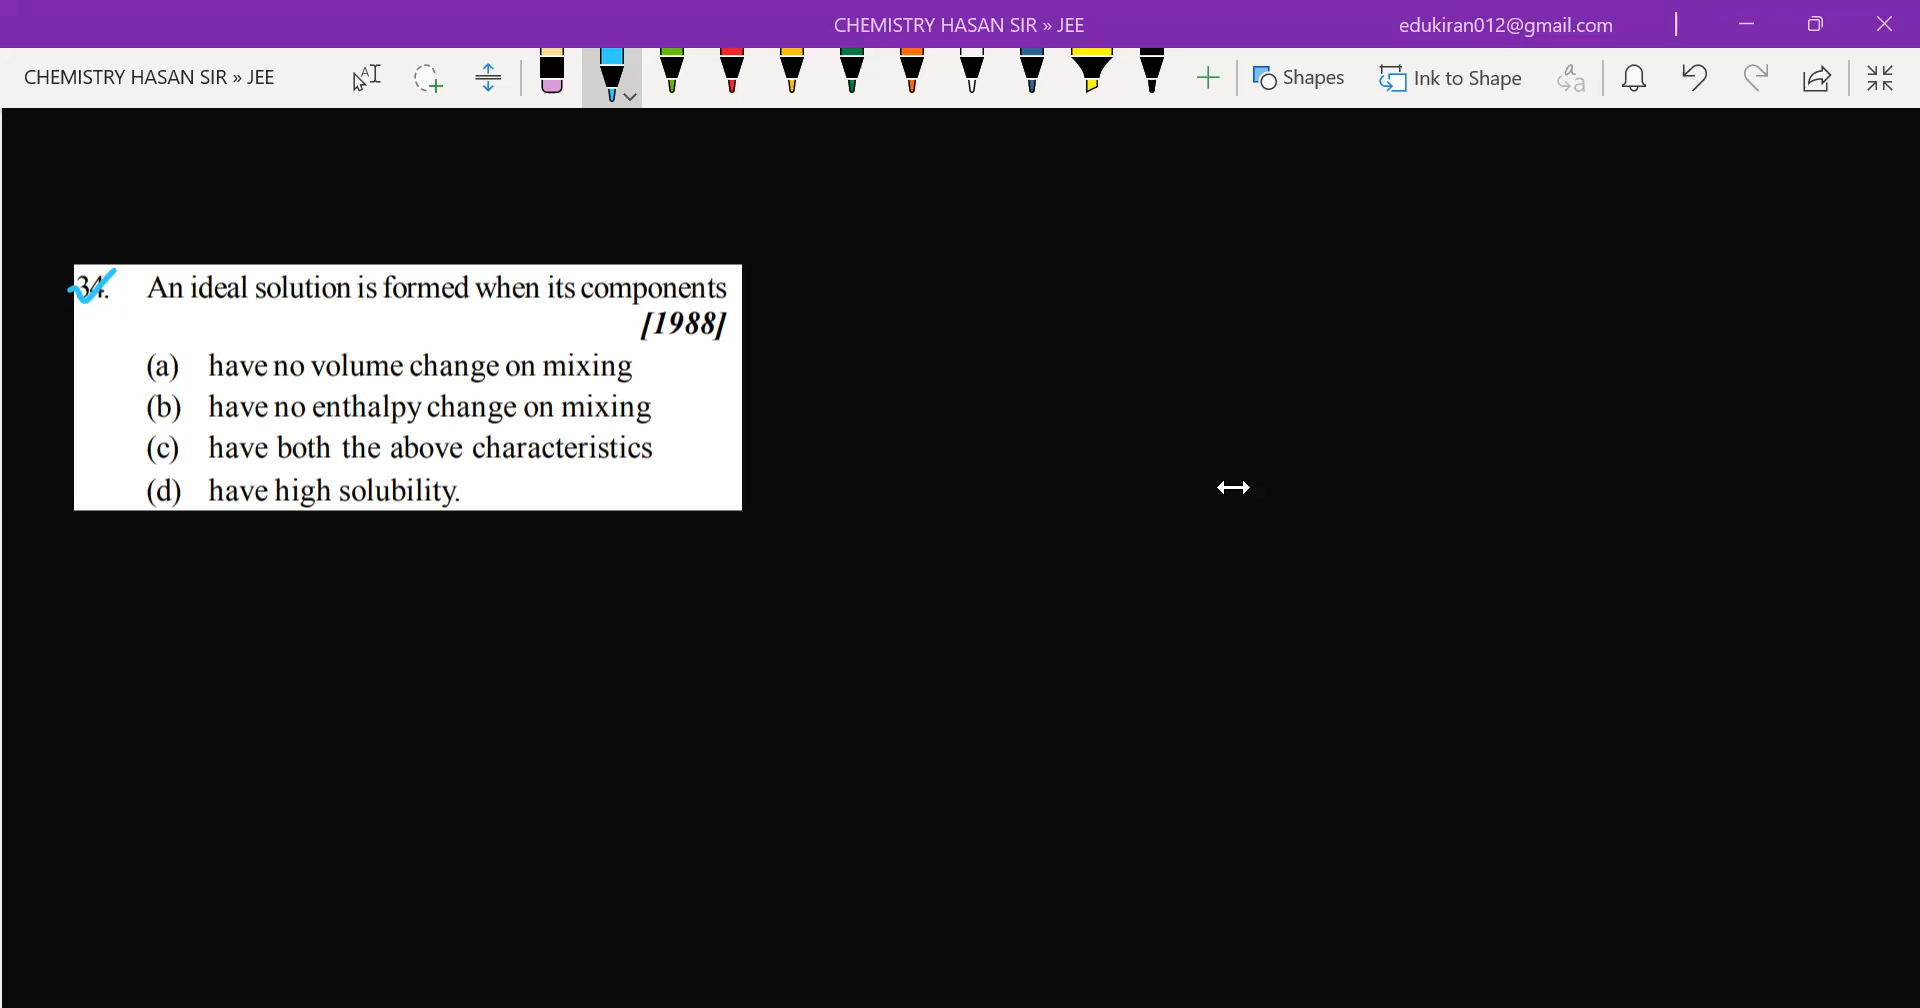 CHEMISTRY HASAN SIR » JEE
edukiran012@gmail.com
CHEMISTRY HASAN SIR » JEE
Shapes
Ink to Shape
34. An ideal solution is formed when its components
[1988]
(a) have no volume change on mixing
(b) have no enthalpy change on mixing
(c) have both the above characteristics
(d) have high solubility.